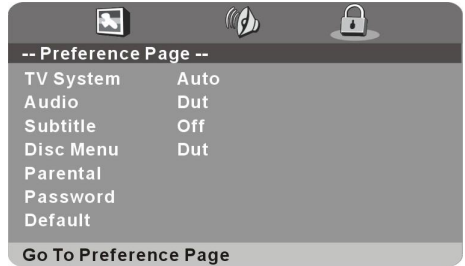 -- Preference Page --
TV System Auto
Audio Dut
Subtitle Off
Disc Menu Dut
Parental
Password
Default
Go To Preference Page